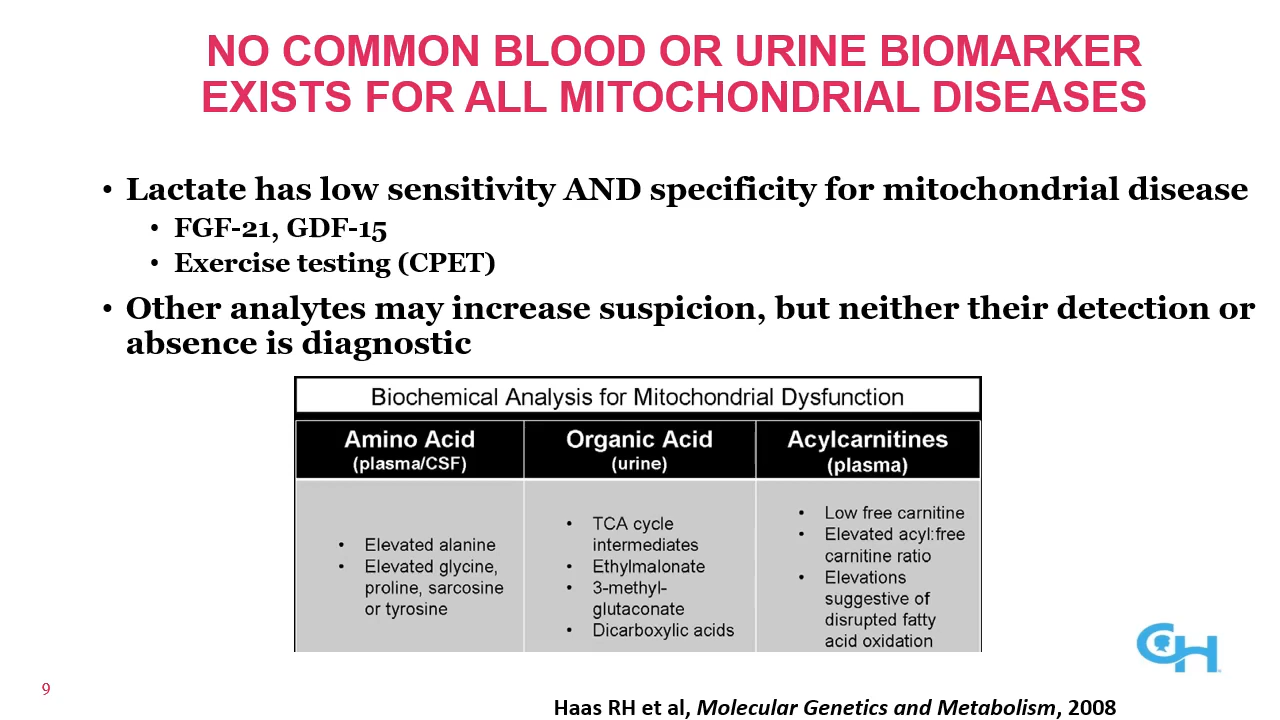 NO COMMON BLOOD OR URINE BIOMARKER
EXISTS FOR ALL MITOCHONDRIAL DISEASES
• Lactate has low sensitivity AND specificity for mitochondrial disease
• FGF-21, GDF-15
• Exercise testing (CPET)
• Other analytes may increase suspicion, but neither their detection or
absence is diagnostic
Biochemical Analysis for Mitochondrial Dysfunction
Amino Acid
(plasma/CSF)
• Elevated alanine
• Elevated glycine,
proline, sarcosine
or tyrosine
Organic Acid
(urine)
• TCA cycle
intermediates
• Ethylmalonate
• 3-methyl-
glutaconate
• Dicarboxylic acids
Acylcarnitines
(plasma)
• Low free carnitine
• Elevated acyl:free
carnitine ratio
• Elevations
suggestive of
disrupted fatty
acid oxidation
CH
9
Haas RH et al, Molecular Genetics and Metabolism, 2008